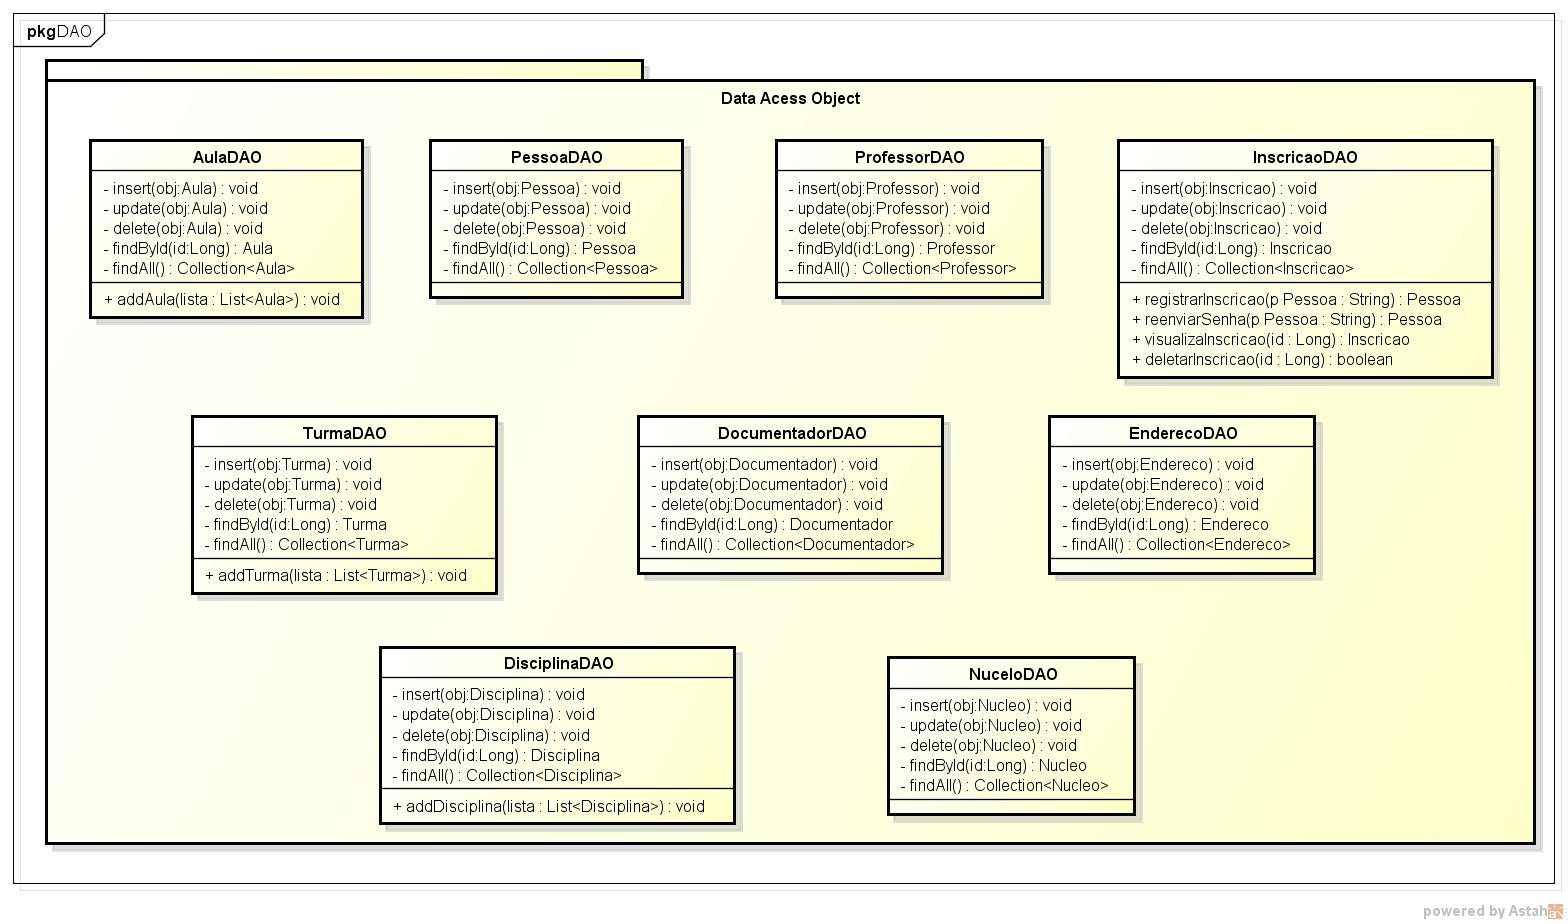 pkg DAO
Data Acess Object
AulaDAO
- insert(obj:Aula) : void
- update(obj:Aula) : void
- delete(obj:Aula) : void
- findById(id:Long) : Aula
- findAll() : Collection<Aula>
+ addAula(lista : List<Aula>) : void
PessoaDAO
- insert(obj:Pessoa) : void
- update(obj:Pessoa) : void
- delete(obj:Pessoa) : void
- findById(id:Long) : Pessoa
- findAll() : Collection<Pessoa>
ProfessorDAO
- insert(obj:Professor) : void
- update(obj:Professor) : void
- delete(obj:Professor) : void
- findById(id:Long) : Professor
- findAll() : Collection<Professor>
InscricaoDAO
- insert(obj:Inscricao) : void
- update(obj:Inscricao) : void
- delete(obj:Inscricao) : void
- findById(id:Long) : Inscricao
- findAll() : Collection<Inscricao>
+ registrarInscricao(p Pessoa : String) : Pessoa
+ reenviarSenha(p Pessoa : String) : Pessoa
+ visualizaInscricao(id : Long) : Inscricao
+ deletarInscricao(id : Long) : boolean
TurmaDAO
- insert(obj:Turma) : void
- update(obj:Turma) : void
- delete(obj:Turma) : void
- findById(id:Long) : Turma
- findAll() : Collection<Turma>
+ addTurma(lista : List<Turma>) : void
DocumentadorDAO
- insert(obj:Documentador) : void
- update(obj:Documentador) : void
- delete(obj:Documentador) : void
- findById(id:Long) : Documentador
- findAll() : Collection<Documentador>
EnderecoDAO
- insert(obj:Endereco) : void
- update(obj:Endereco) : void
- delete(obj:Endereco) : void
- findById(id:Long) : Endereco
- findAll() : Collection<Endereco>
DisciplinaDAO
- insert(obj:Disciplina) : void
- update(obj:Disciplina) : void
- delete(obj:Disciplina) : void
- findById(id:Long) : Disciplina
- findAll() : Collection<Disciplina>
+ addDisciplina(lista : List<Disciplina>) : void
NuceloDAO
- insert(obj:Nucleo) : void
- update(obj:Nucleo) : void
- delete(obj:Nucleo) : void
- findById(id:Long) : Nucleo
- findAll() : Collection<Nucleo>
powered by Astah